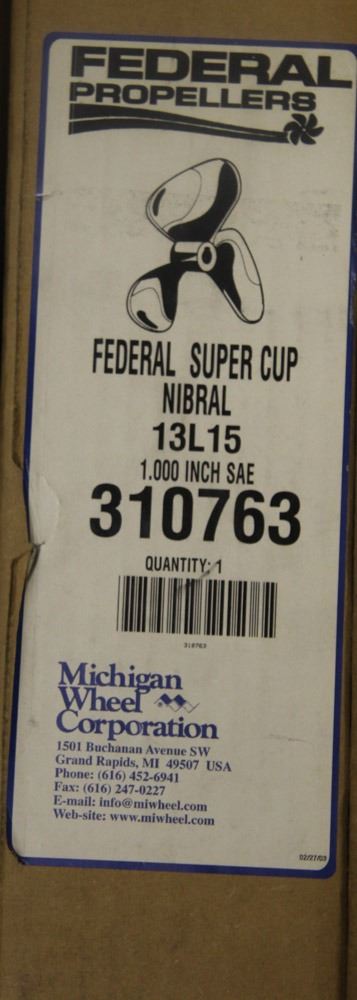 FEDERAL
PROPELLERS
FEDERAL SUPER CUP
NIBRAL
13L15
1.000 INCH SAE
310763
QUANTITY: 1
310763
Michigan
Wheel
Corporation
1501 Buchanan Avenue SW
Grand Rapids, MI 49507 USA
Phone: (616) 452-6941
Fax: (616) 247-0227
E-mail: info@miwheel.com
Web-site: www.miwheel.com
02/27/03